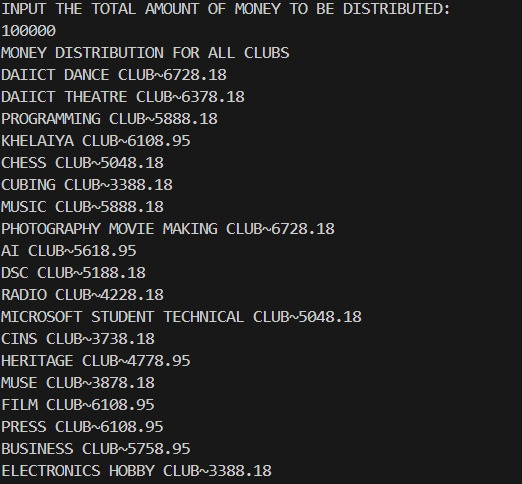 INPUT THE TOTAL AMOUNT OF MONEY TO BE DISTRIBUTED:
100000
MONEY DISTRIBUTION FOR ALL CLUBS
DAIICT DANCE CLUB~6728.18
DAIICT THEATRE CLUB~6378.18
PROGRAMMING CLUB~5888.18
KHELAIYA CLUB~6108.95
CHESS CLUB~5048.18
CUBING CLUB~3388.18
MUSIC CLUB~5888.18
PHOTOGRAPHY MOVIE MAKING CLUB~6728.18
AI CLUB~5618.95
DSC CLUB~5188.18
RADIO CLUB~4228.18
MICROSOFT STUDENT TECHNICAL CLUB~5048.18
CINS CLUB~3738.18
HERITAGE CLUB~4778.95
MUSE CLUB~3878.18
FILM CLUB~6108.95
PRESS CLUB~6108.95
BUSINESS CLUB~5758.95
ELECTRONICS HOBBY CLUB~3388.18